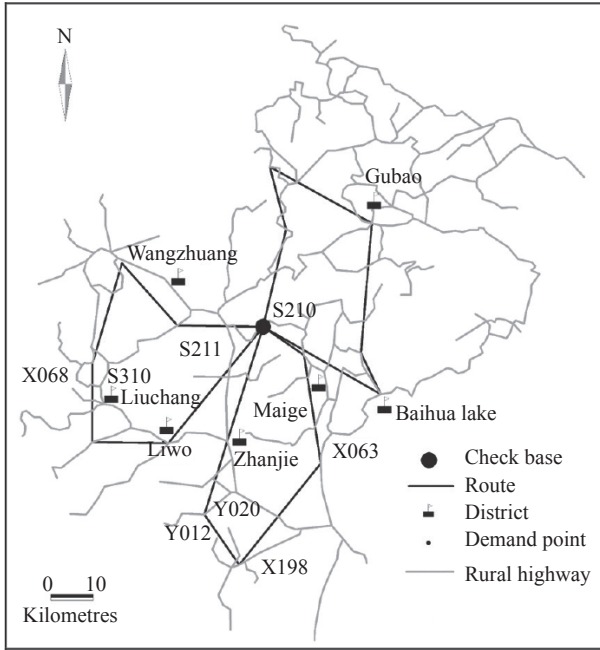 N
Gubao
Wangzhuang
S210
S211
X068
S310
Liuchang
Maige
Baihua lake
Liwo
Zhanjie
X063
Check base
Route
Y020
District
Y012
Demand point
X198
Rural highway
0 10
Kilometres